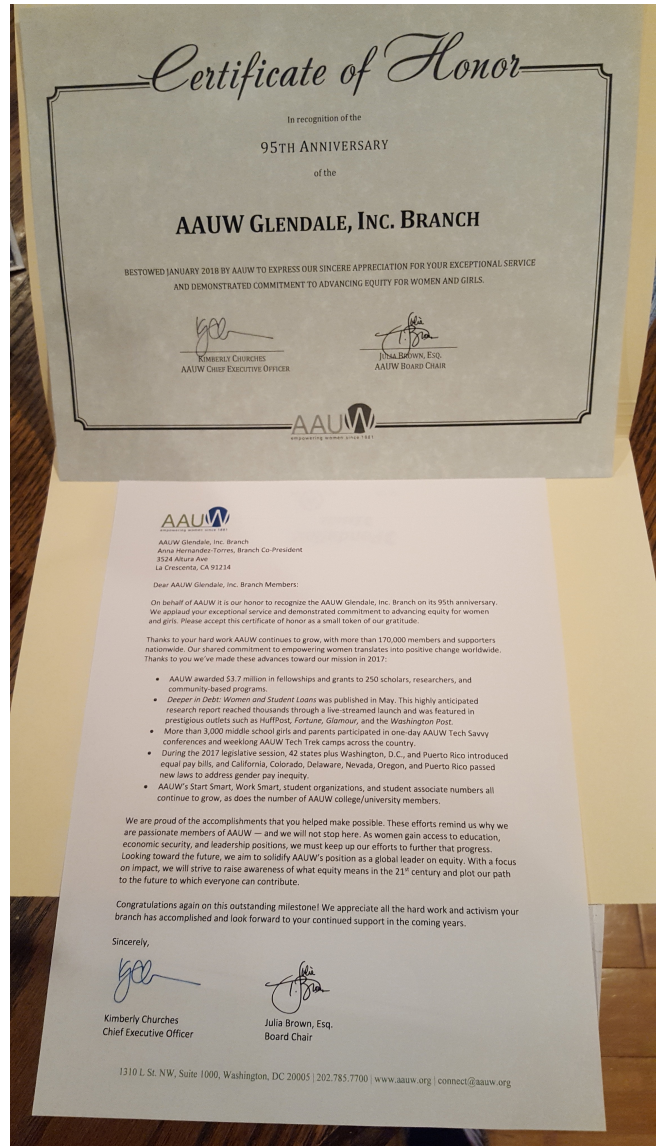 Certificate of Honor
In recognition of the
95TH ANNIVERSARY
of the
AAUW GLENDALE, INC. BRANCH
BESTOWED JANUARY 2018 BY AAUW TO EXPRESS OUR SINCERE APPRECIATION FOR YOUR EXCEPTIONAL SERVICE
AND DEMONSTRATED COMMITMENT TO ADVANCING EQUITY FOR WOMEN AND GIRLS.
Julia
T. Brown
KIMBERLY CHURCHES
AAUW CHIEF EXECUTIVE OFFICER
JULIA BROWN, ESQ.
AAUW BOARD CHAIR
AAUW
empowering women since 1881
AAUW
empowering women since 1881
AAUW Glendale, Inc. Branch
Anna Hernandez-Torres, Branch Co-President
3524 Altura Ave
La Crescenta, CA 91214
Dear AAUW Glendale, Inc. Branch Members:
On behalf of AAUW it is our honor to recognize the AAUW Glendale, Inc. Branch on its 95th anniversary.
We applaud your exceptional service and demonstrated commitment to advancing equity for women
and girls. Please accept this certificate of honor as a small token of our gratitude.
Thanks to your hard work AAUW continues to grow, with more than 170,000 members and supporters
nationwide. Our shared commitment to empowering women translates into positive change worldwide.
Thanks to you we've made these advances toward our mission in 2017:
• AAUW awarded $3.7 million in fellowships and grants to 250 scholars, researchers, and
community-based programs.
• Deeper in Debt: Women and Student Loans was published in May. This highly anticipated
research report reached thousands through a live-streamed launch and was featured in
prestigious outlets such as HuffPost, Fortune, Glamour, and the Washington Post.
• More than 3,000 middle school girls and parents participated in one-day AAUW Tech Savvy
conferences and weeklong AAUW Tech Trek camps across the country.
• During the 2017 legislative session, 42 states plus Washington, D.C., and Puerto Rico introduced
equal pay bills, and California, Colorado, Delaware, Nevada, Oregon, and Puerto Rico passed
new laws to address gender pay inequity.
• AAUW's Start Smart, Work Smart, student organizations, and student associate numbers all
continue to grow, as does the number of AAUW college/university members.
We are proud of the accomplishments that you helped make possible. These efforts remind us why we
are passionate members of AAUW — and we will not stop here. As women gain access to education,
economic security, and leadership positions, we must keep up our efforts to further that progress.
Looking toward the future, we aim to solidify AAUW's position as a global leader on equity. With a focus
on impact, we will strive to raise awareness of what equity means in the 21st century and plot our path
to the future to which everyone can contribute.
Congratulations again on this outstanding milestone! We appreciate all the hard work and activism your
branch has accomplished and look forward to your continued support in the coming years.
Sincerely,
Julia
T. Brown
Kimberly Churches
Chief Executive Officer
Julia Brown, Esq.
Board Chair
1310 L St. NW, Suite 1000, Washington, DC 20005 | 202.785.7700 | www.aauw.org | connect@aauw.org